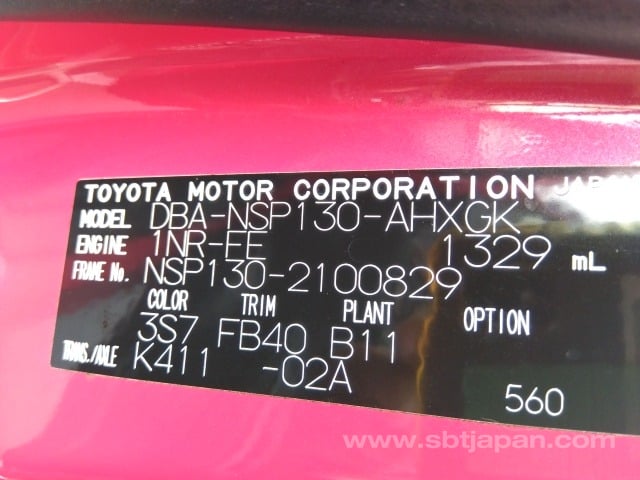 TOYOTA MOTOR CORPORATION JAPAN
MODEL DBA-NSP130-AHXGK
ENGINE 1NR-FE 1329 mL
FRAME No. NSP130-2100829
COLOR TRIM PLANT OPTION
3S7 FB40 B11
TRANS./AXLE K411 -02A
560
www.sbtjapan.com